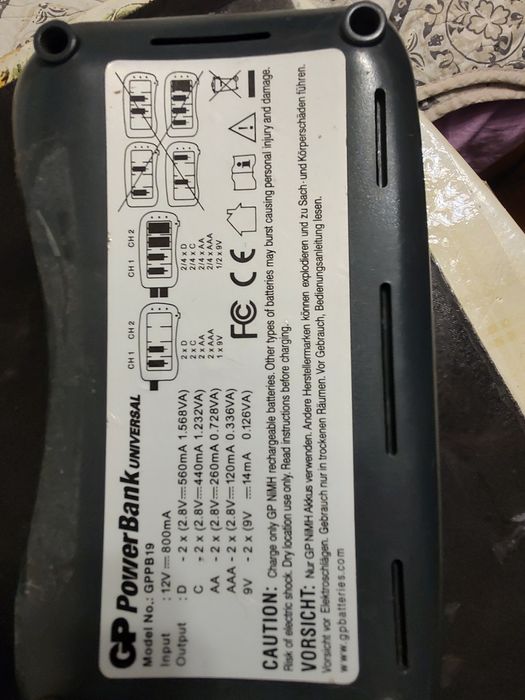 GP PowerBank UNIVERSAL
Model No.: GPPB19
Input : 12V ⎓ 800mA
Output : D - 2 x (2.8V⎓560mA 1.568VA)
C - 2 x (2.8V⎓440mA 1.232VA)
AA - 2 x (2.8V⎓260mA 0.728VA)
AAA - 2 x (2.8V⎓120mA 0.336VA)
9V - 2 x (9V ⎓14mA 0.126VA)
CH 1 CH 2
2 x D
2 x C
2 x AA
2 x AAA
1 x 9V
CH 1 CH 2
2/4 x D
2/4 x C
2/4 x AA
2/4 x AAA
1/2 x 9V
FC CE
CAUTION: Charge only GP NiMH rechargeable batteries. Other types of batteries may burst causing personal injury and damage.
Risk of electric shock. Dry location use only. Read instructions before charging.
VORSICHT: Nur GP NiMH Akkus verwenden. Andere Herstellermarken können explodieren und zu Sach- und Körperschäden führen.
Vorsicht vor Elektroschlägen. Gebrauch nur in trockenen Räumen. Vor Gebrauch, Bedienungsanleitung lesen.
www.gpbatteries.com